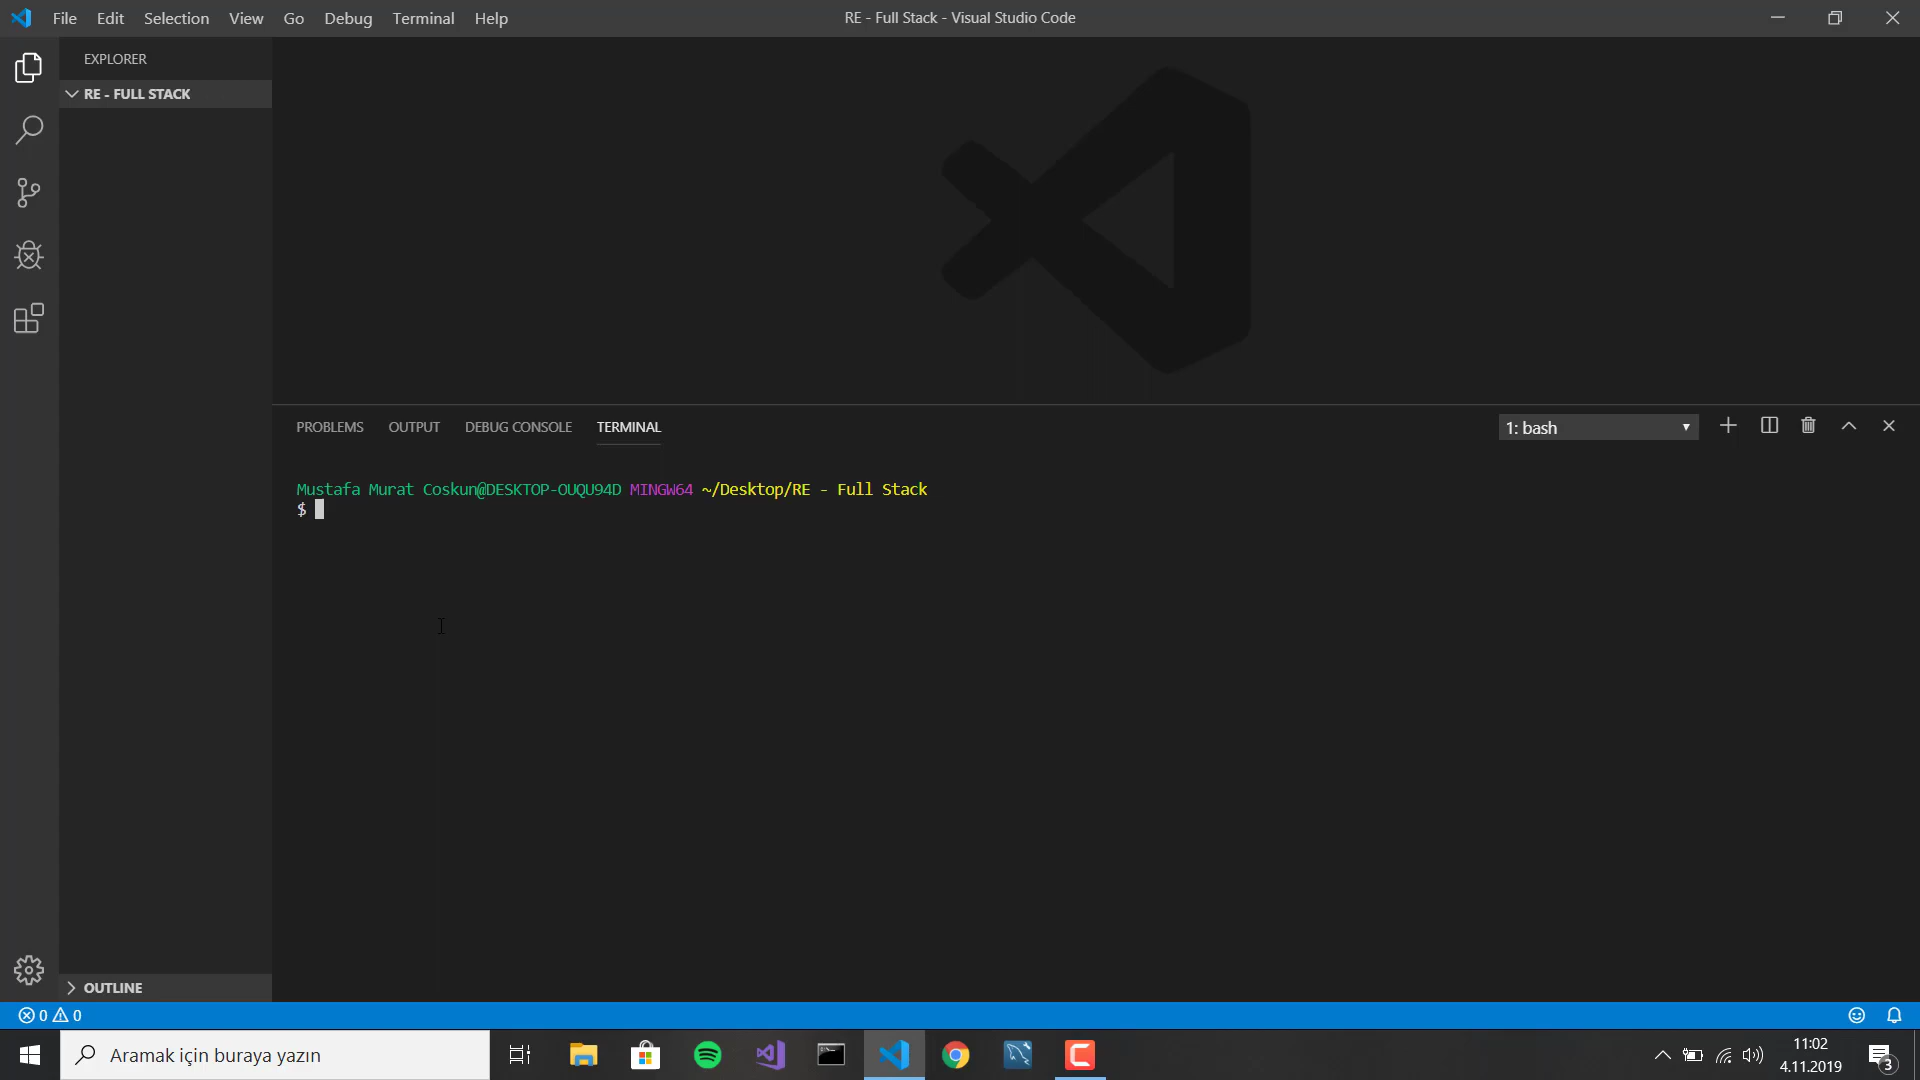 File Edit Selection View Go Debug Terminal Help
RE - Full Stack - Visual Studio Code
EXPLORER
RE - FULL STACK
PROBLEMS OUTPUT DEBUG CONSOLE TERMINAL
1: bash
Mustafa Murat Coskun@DESKTOP-OUQU94D MINGW64 ~/Desktop/RE - Full Stack
$
OUTLINE
0 0
Aramak için buraya yazın
11:02
4.11.2019
3